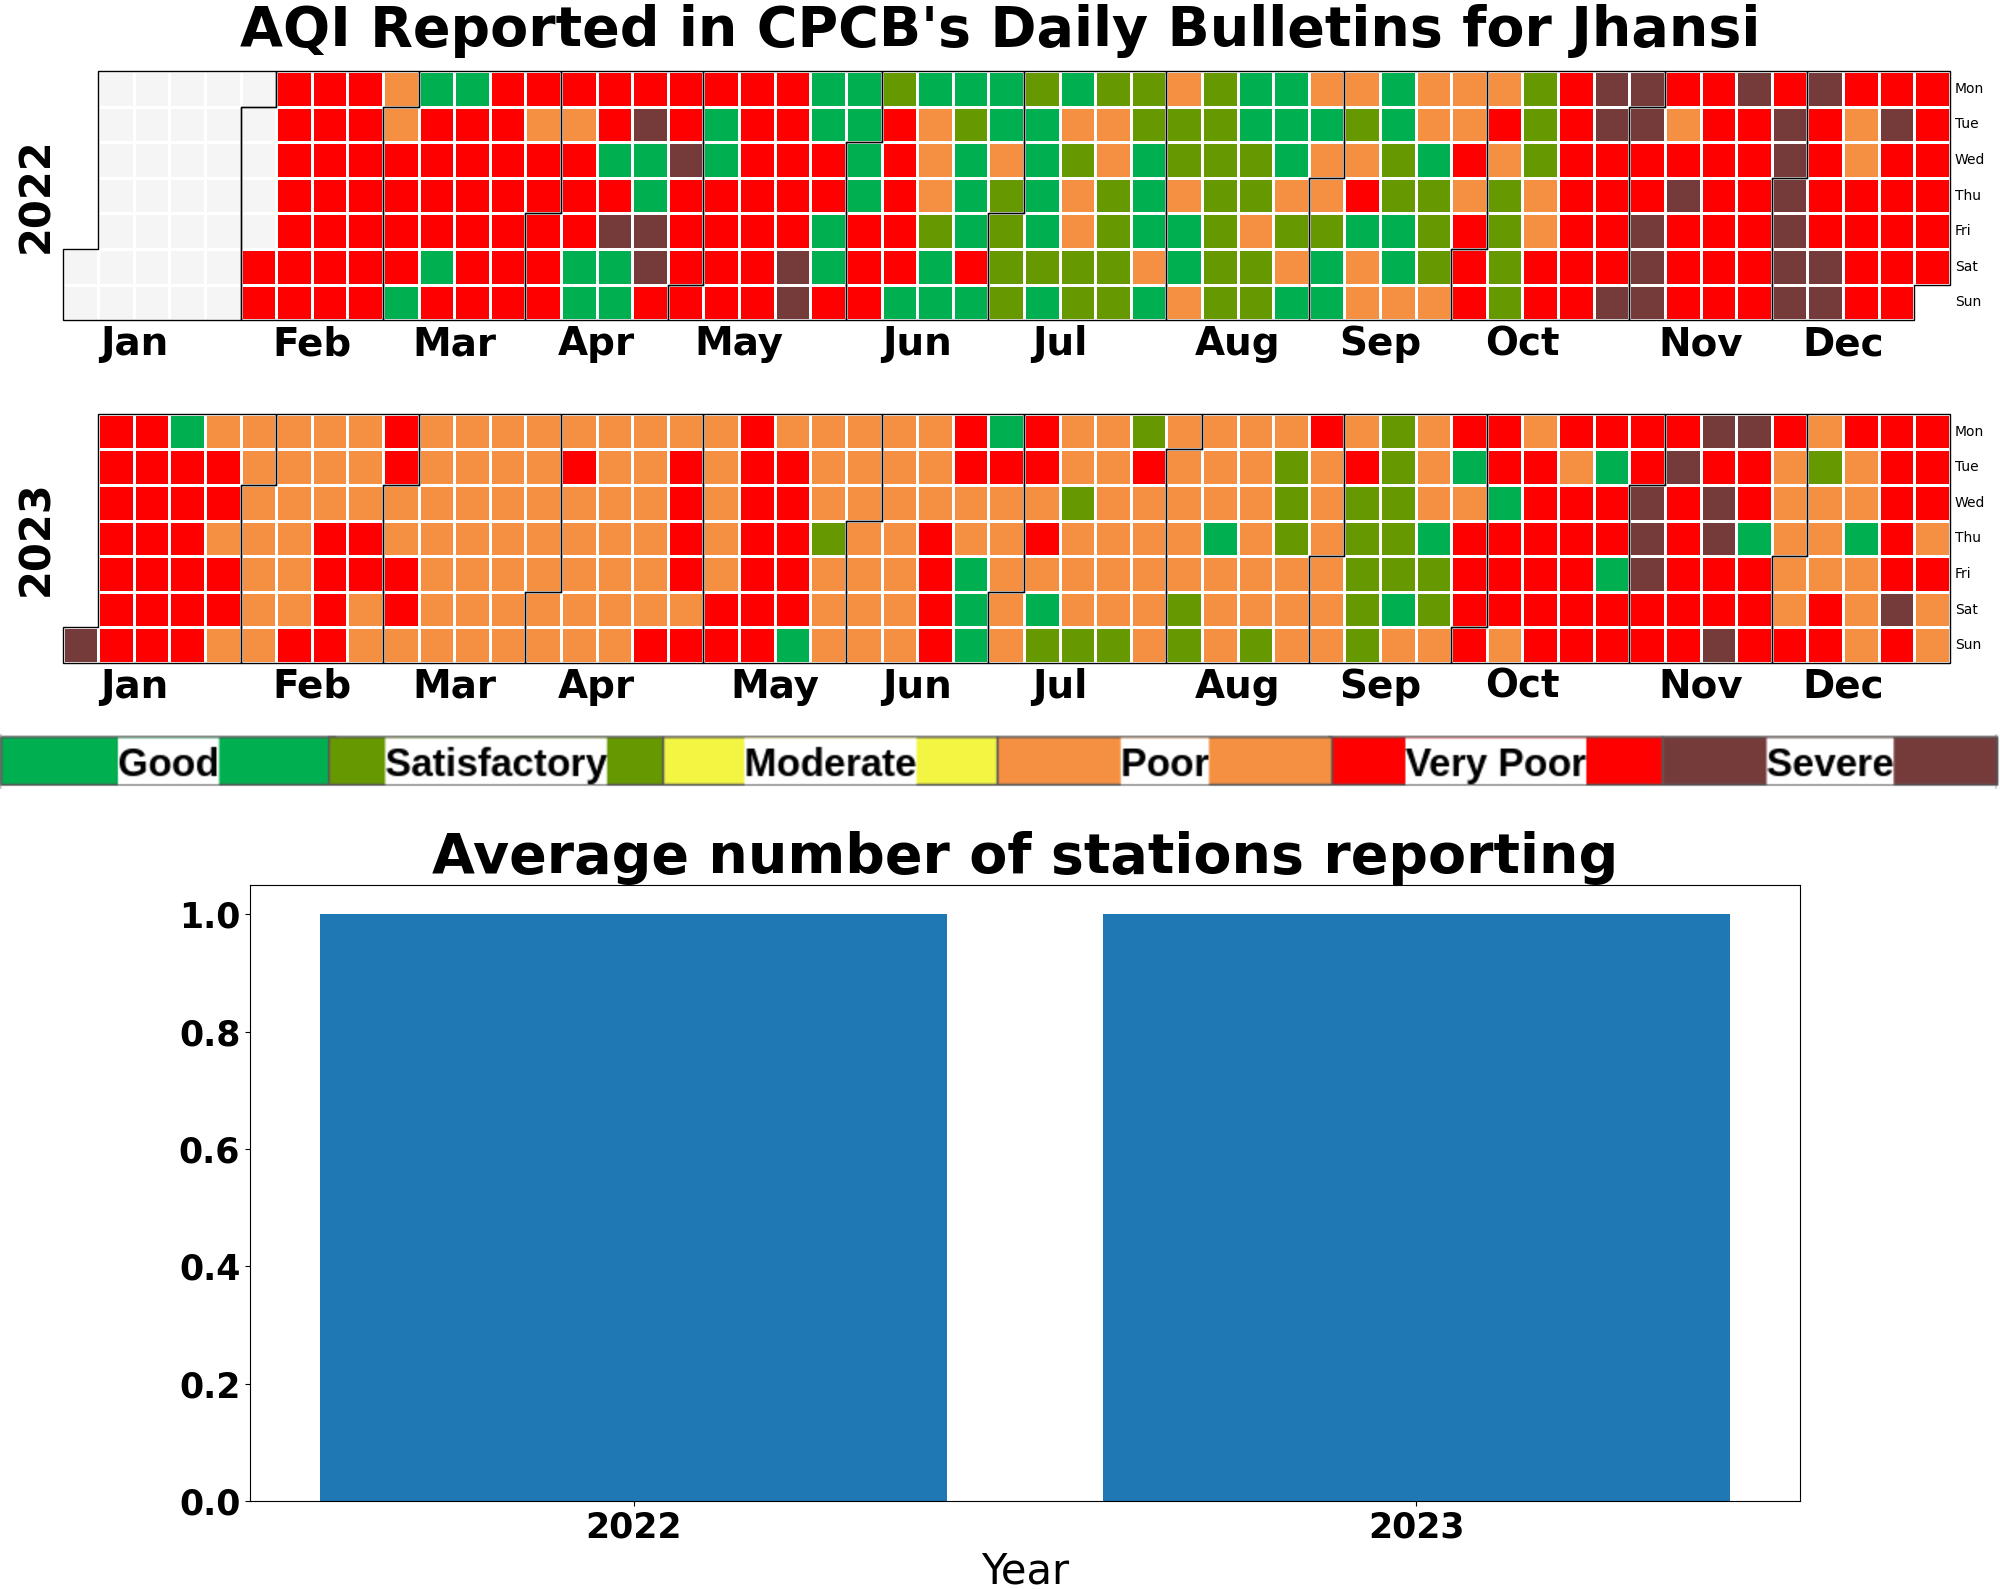 AQI Reported in CPCB's Daily Bulletins for Jhansi
2022
Mon
Tue
Wed
Thu
Fri
Sat
Sun
Jan Feb Mar Apr May Jun Jul Aug Sep Oct Nov Dec
2023
Mon
Tue
Wed
Thu
Fri
Sat
Sun
Jan Feb Mar Apr May Jun Jul Aug Sep Oct Nov Dec
Good Satisfactory Moderate Poor Very Poor Severe
Average number of stations reporting
1.0
0.8
0.6
0.4
0.2
0.0
2022 2023
Year